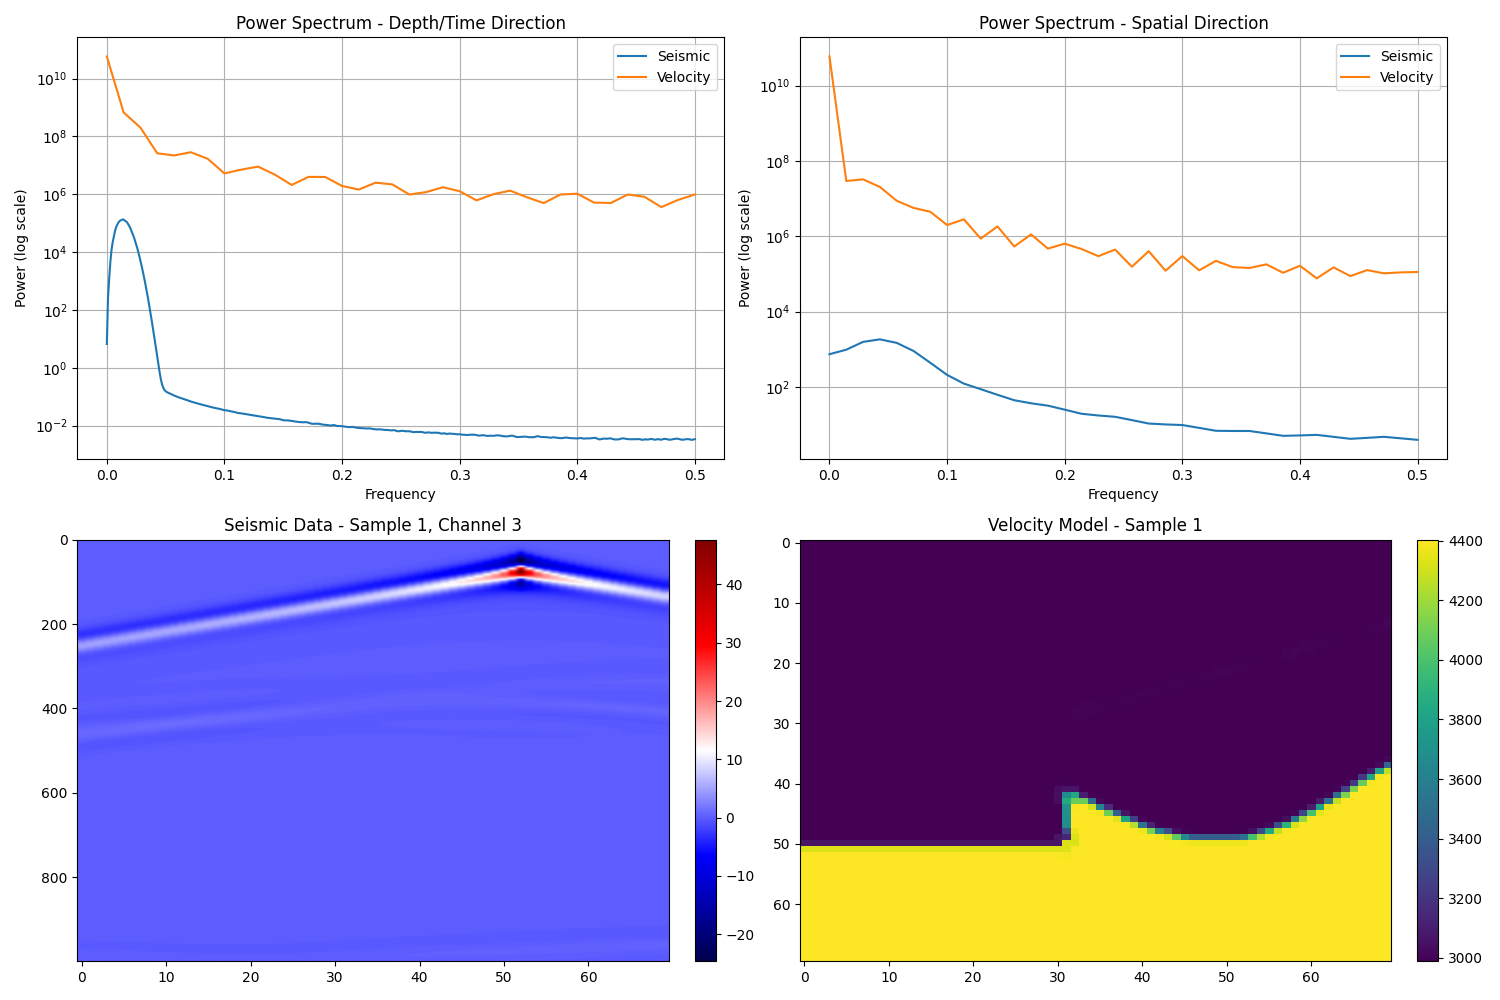 Power Spectrum - Depth/Time Direction
Power (log scale)
10^10
10^8
10^6
10^4
10^2
10^0
10^−2
Seismic
Velocity
0.0 0.1 0.2 0.3 0.4 0.5
Frequency
Power Spectrum - Spatial Direction
Power (log scale)
10^10
10^8
10^6
10^4
10^2
Seismic
Velocity
0.0 0.1 0.2 0.3 0.4 0.5
Frequency
Seismic Data - Sample 1, Channel 3
0
200
400
600
800
0 10 20 30 40 50 60
40
30
20
10
0
−10
−20
Velocity Model - Sample 1
0
10
20
30
40
50
60
0 10 20 30 40 50 60
4400
4200
4000
3800
3600
3400
3200
3000